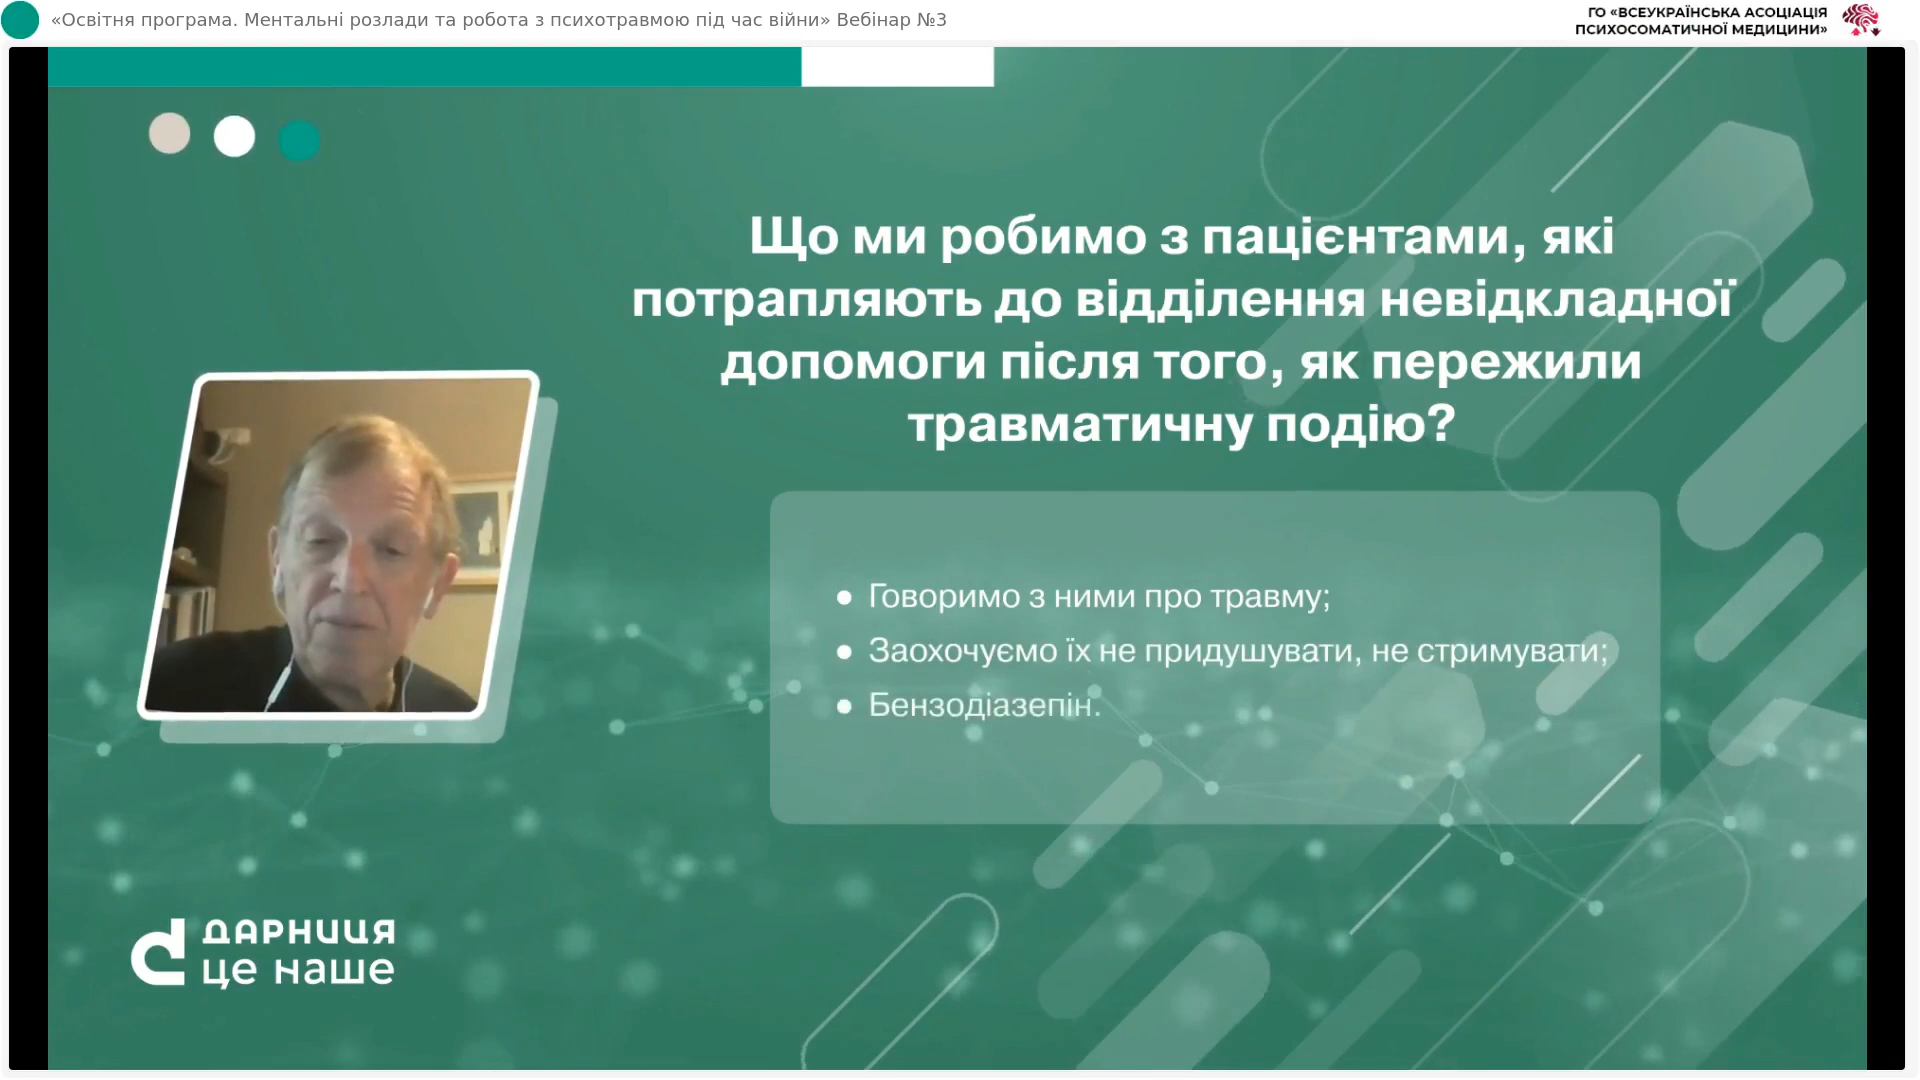 «Освітня програма. Ментальні розлади та робота з психотравмою під час війни» Вебінар №3
ГО «ВСЕУКРАЇНСЬКА АСОЦІАЦІЯ
ПСИХОСОМАТИЧНОЇ МЕДИЦИНИ»
Що ми робимо з пацієнтами, які
потрапляють до відділення невідкладної
допомоги після того, як пережили
травматичну подію?
● Говоримо з ними про травму;
● Заохочуємо їх не придушувати, не стримувати;
● Бензодіазепін.
ДАРНИЦЯ
це наше